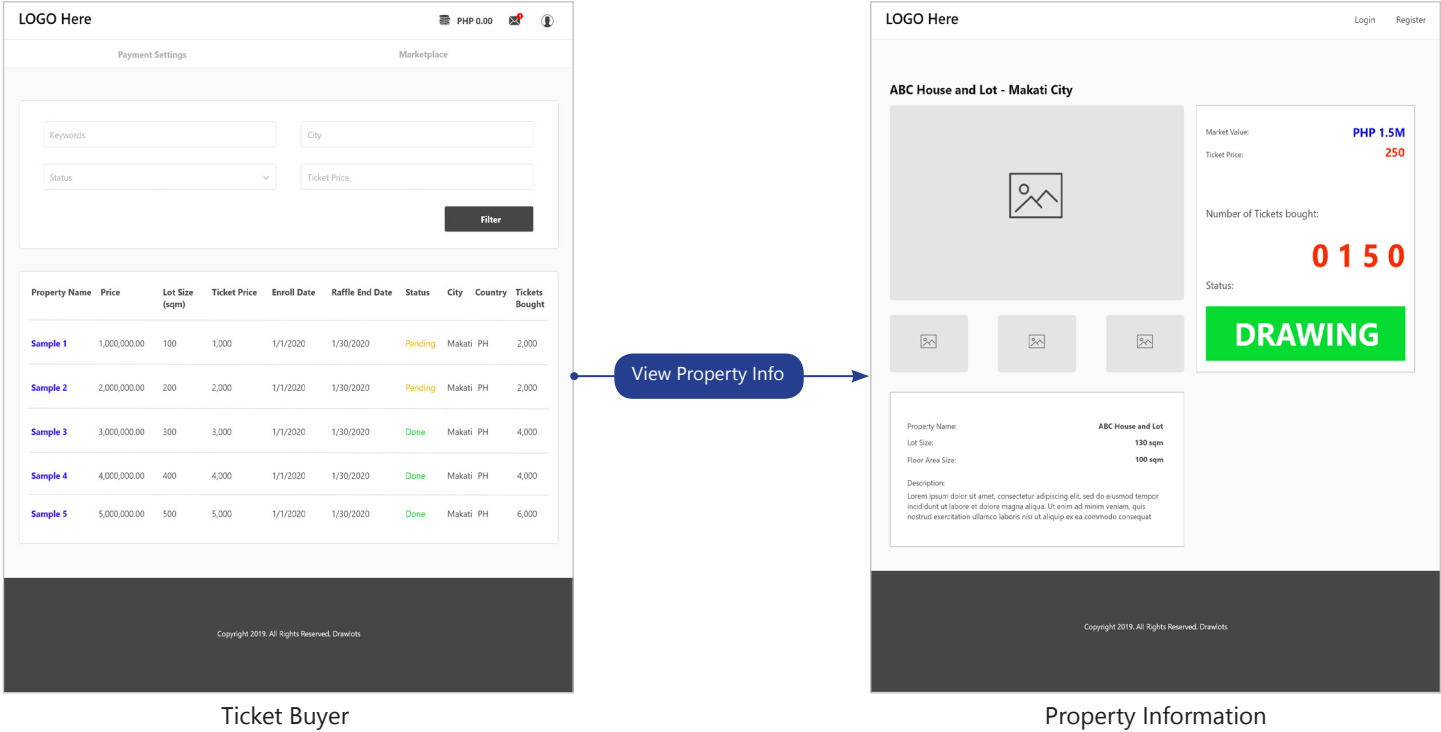 LOGO Here
PHP 0.00
1
Payment Settings
Marketplace
Keywords
City
Status
Ticket Price
Filter
Property Name Price Lot Size (sqm) Ticket Price Enroll Date Raffle End Date Status City Country Tickets Bought
Sample 1 1,000,000.00 100 1,000 1/1/2020 1/30/2020 Pending Makati PH 2,000
Sample 2 2,000,000.00 200 2,000 1/1/2020 1/30/2020 Pending Makati PH 2,000
Sample 3 3,000,000.00 300 3,000 1/1/2020 1/30/2020 Done Makati PH 4,000
Sample 4 4,000,000.00 400 4,000 1/1/2020 1/30/2020 Done Makati PH 4,000
Sample 5 5,000,000.00 500 5,000 1/1/2020 1/30/2020 Done Makati PH 6,000
Copyright 2019. All Rights Reserved. Drawlots
Ticket Buyer
View Property Info
LOGO Here
Login Register
ABC House and Lot - Makati City
Market Value: PHP 1.5M
Ticket Price: 250
Number of Tickets bought:
0 1 5 0
Status:
DRAWING
Property Name: ABC House and Lot
Lot Size: 130 sqm
Floor Area Size: 100 sqm
Description:
Lorem ipsum dolor sit amet, consectetur adipiscing elit, sed do eiusmod tempor
incididunt ut labore et dolore magna aliqua. Ut enim ad minim veniam, quis
nostrud exercitation ullamco laboris nisi ut aliquip ex ea commodo consequat
Copyright 2019. All Rights Reserved. Drawlots
Property Information